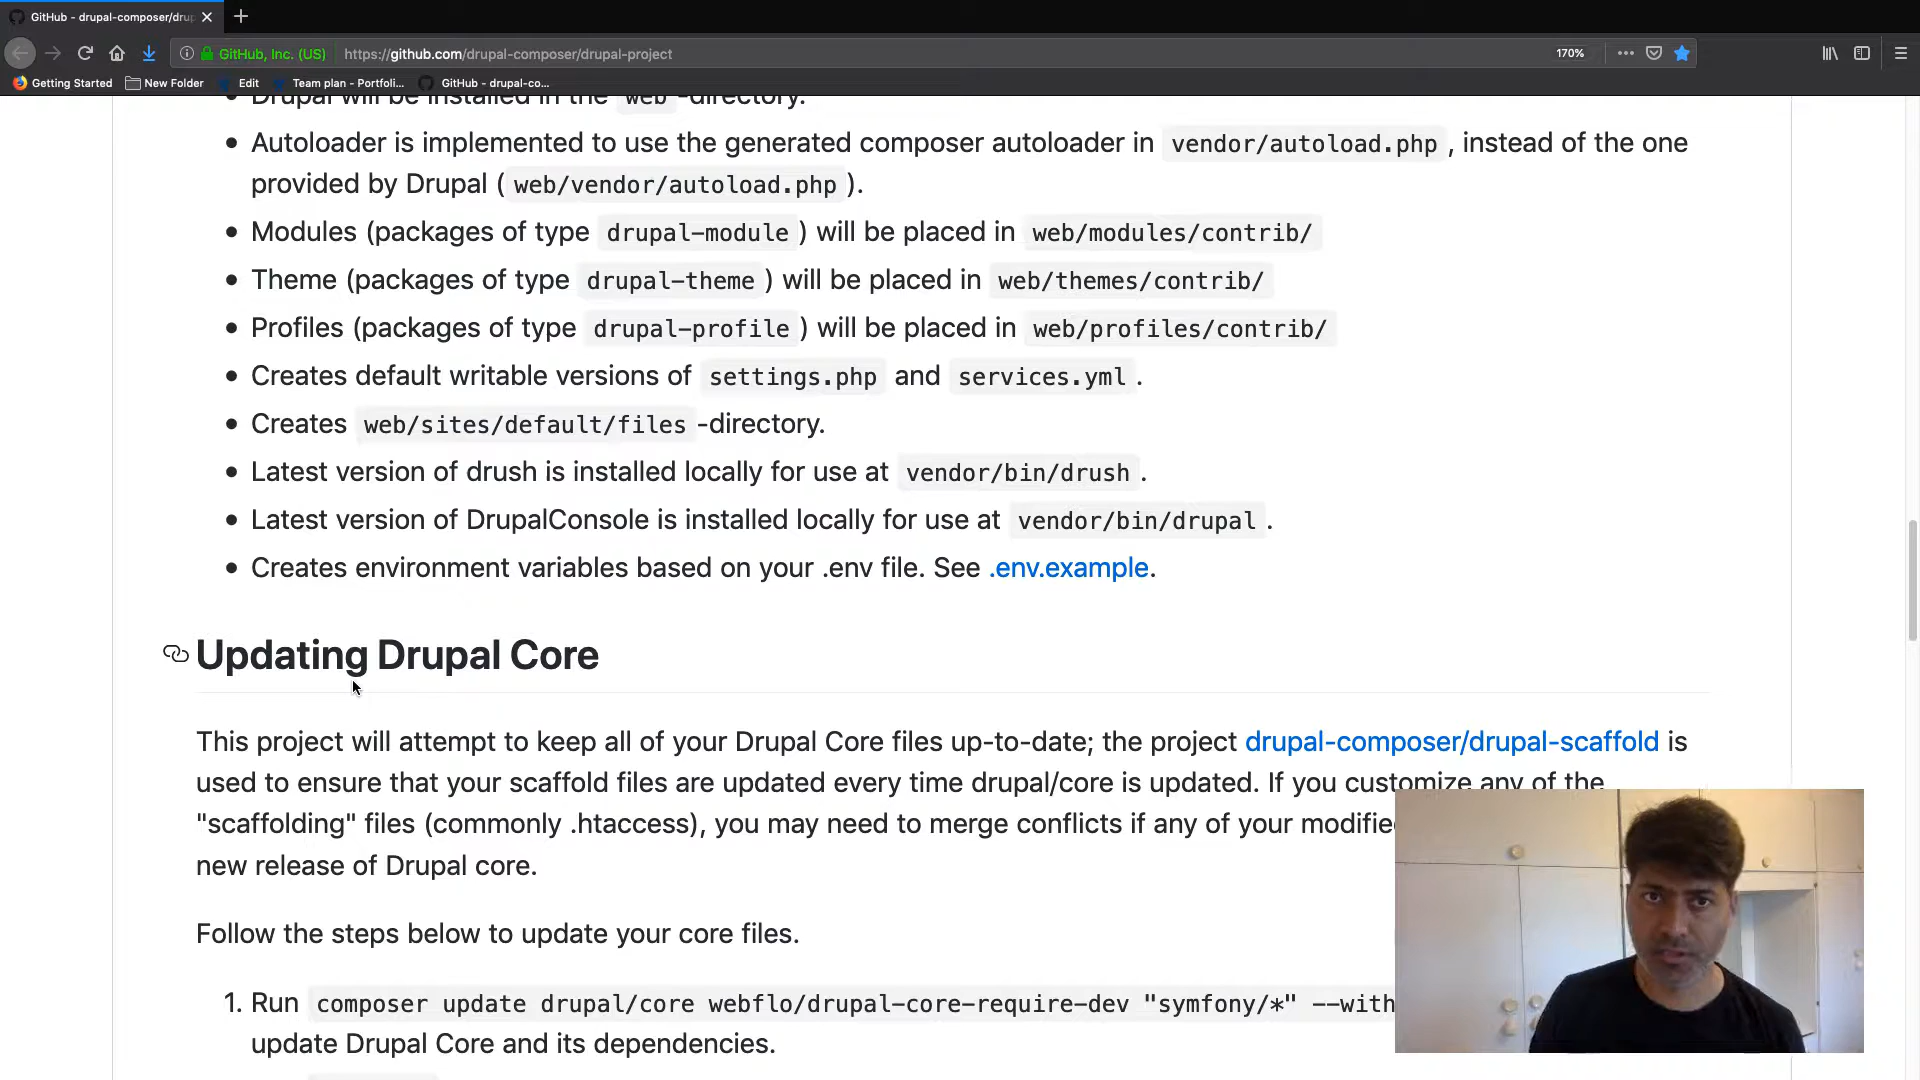 GitHub - drupal-composer/drup
GitHub, Inc. (US) https://github.com/drupal-composer/drupal-project 170%
Getting Started New Folder Edit Team plan - Portfoli... GitHub - drupal-co...
Drupal will be installed in the web -directory.
Autoloader is implemented to use the generated composer autoloader in vendor/autoload.php , instead of the one
provided by Drupal ( web/vendor/autoload.php ).
Modules (packages of type drupal-module ) will be placed in web/modules/contrib/
Theme (packages of type drupal-theme ) will be placed in web/themes/contrib/
Profiles (packages of type drupal-profile ) will be placed in web/profiles/contrib/
Creates default writable versions of settings.php and services.yml .
Creates web/sites/default/files -directory.
Latest version of drush is installed locally for use at vendor/bin/drush .
Latest version of DrupalConsole is installed locally for use at vendor/bin/drupal .
Creates environment variables based on your .env file. See .env.example.
Updating Drupal Core
This project will attempt to keep all of your Drupal Core files up-to-date; the project drupal-composer/drupal-scaffold is
used to ensure that your scaffold files are updated every time drupal/core is updated. If you customize any of the
"scaffolding" files (commonly .htaccess), you may need to merge conflicts if any of your modifie
new release of Drupal core.
Follow the steps below to update your core files.
1. Run composer update drupal/core webflo/drupal-core-require-dev "symfony/*" --with
update Drupal Core and its dependencies.